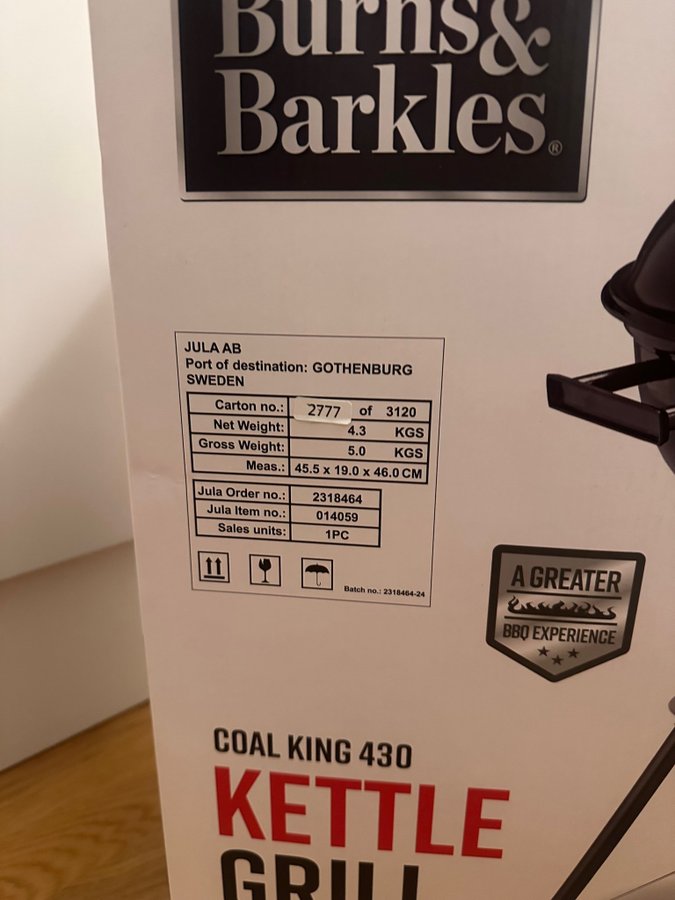 Burns &
Barkles®
JULA AB
Port of destination: GOTHENBURG
SWEDEN
Carton no.: 2777 of 3120
Net Weight: 4.3 KGS
Gross Weight: 5.0 KGS
Meas.: 45.5 x 19.0 x 46.0 CM
Jula Order no.: 2318464
Jula Item no.: 014059
Sales units: 1PC
Batch no.: 2318464-24
A GREATER
BBQ EXPERIENCE
COAL KING 430
KETTLE
GRILL